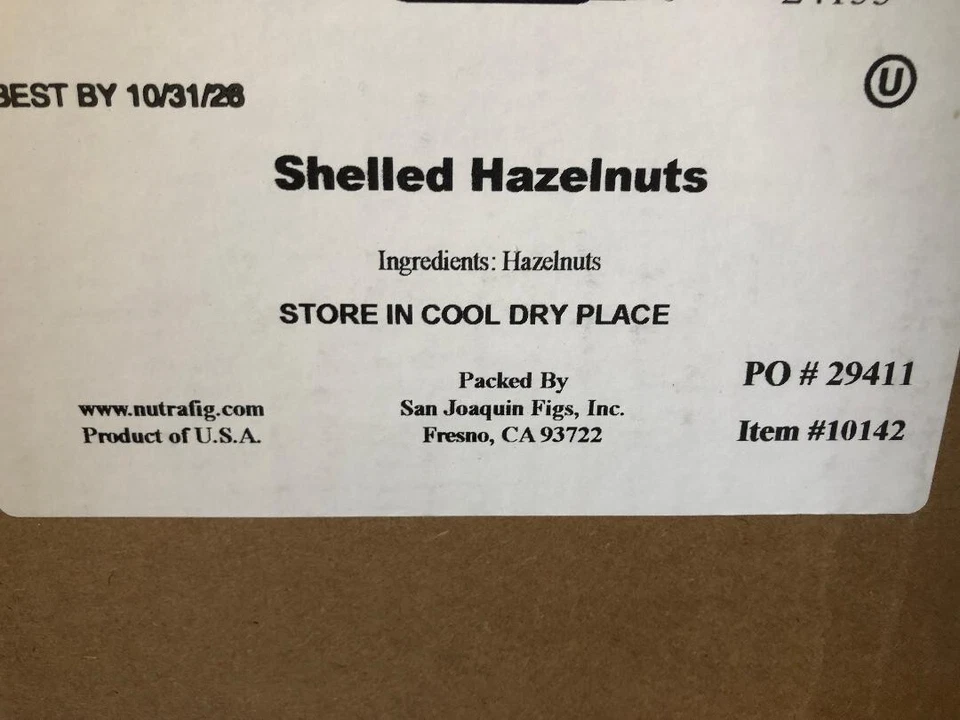 BEST BY 10/31/26
Shelled Hazelnuts
Ingredients: Hazelnuts
STORE IN COOL DRY PLACE
www.nutrafig.com
Product of U.S.A.
Packed By
San Joaquin Figs, Inc.
Fresno, CA 93722
PO # 29411
Item #10142
U